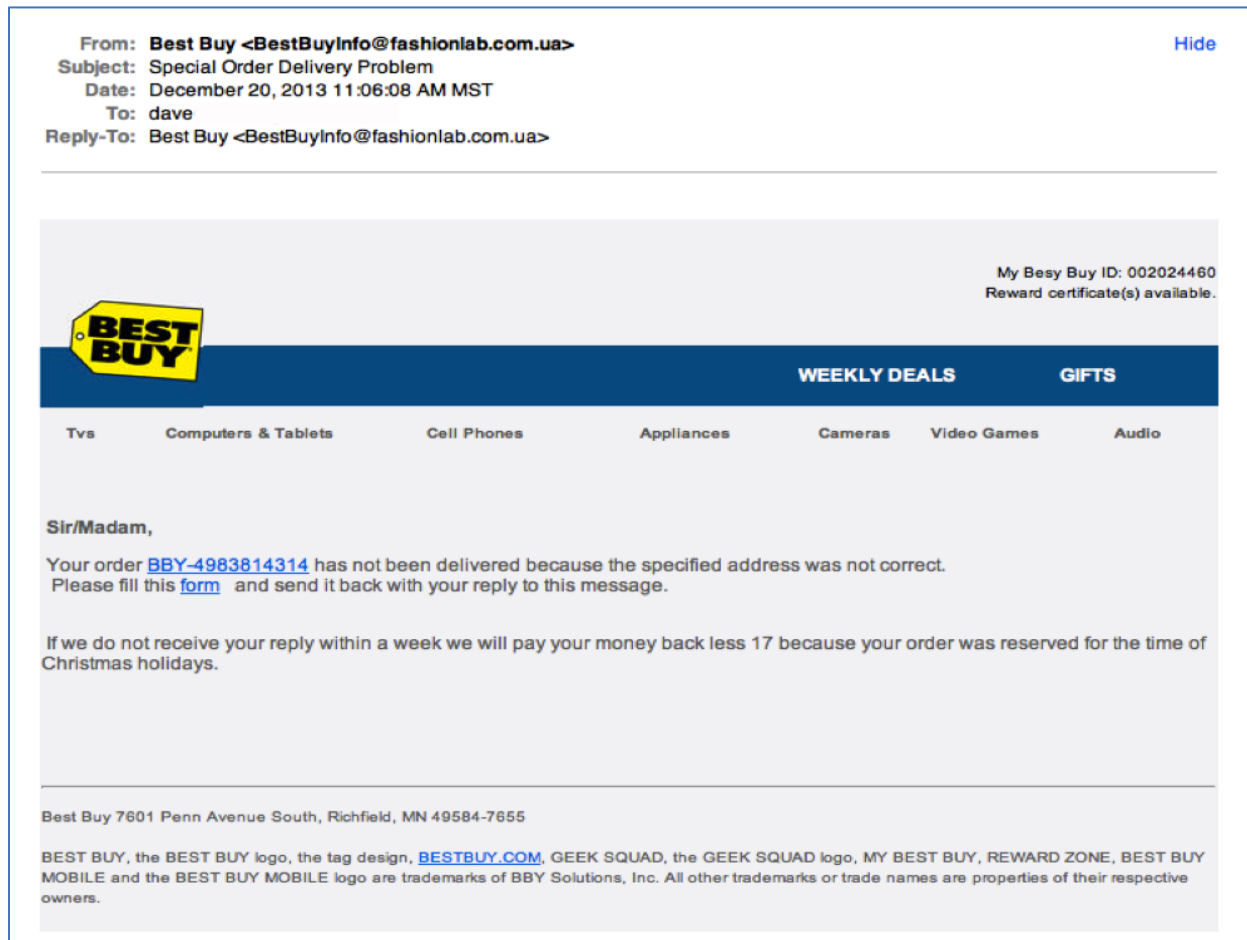 From: Best Buy <BestBuyInfo@fashionlab.com.ua>
Hide
Subject: Special Order Delivery Problem
Date: December 20, 2013 11:06:08 AM MST
To: dave
Reply-To: Best Buy <BestBuyInfo@fashionlab.com.ua>
My Besy Buy ID: 002024460
Reward certificate(s) available.
BEST
BUY
WEEKLY DEALS GIFTS
Tvs Computers & Tablets Cell Phones Appliances Cameras Video Games Audio
Sir/Madam,
Your order BBY-4983814314 has not been delivered because the specified address was not correct.
Please fill this form and send it back with your reply to this message.
If we do not receive your reply within a week we will pay your money back less 17 because your order was reserved for the time of
Christmas holidays.
Best Buy 7601 Penn Avenue South, Richfield, MN 49584-7655
BEST BUY, the BEST BUY logo, the tag design, BESTBUY.COM, GEEK SQUAD, the GEEK SQUAD logo, MY BEST BUY, REWARD ZONE, BEST BUY
MOBILE and the BEST BUY MOBILE logo are trademarks of BBY Solutions, Inc. All other trademarks or trade names are properties of their respective
owners.